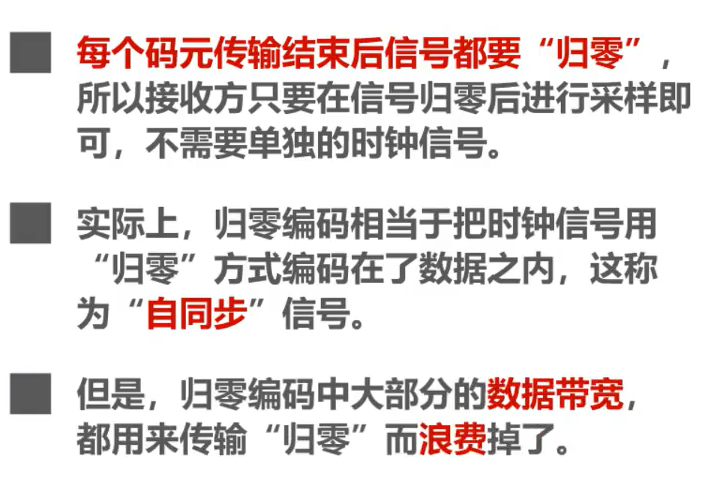 每个码元传输结束后信号都要“归零”，
所以接收方只要在信号归零后进行采样即
可，不需要单独的时钟信号。
实际上，归零编码相当于把时钟信号用
“归零”方式编码在了数据之内，这称
为“自同步”信号。
但是，归零编码中大部分的数据带宽，
都用来传输“归零”而浪费掉了。